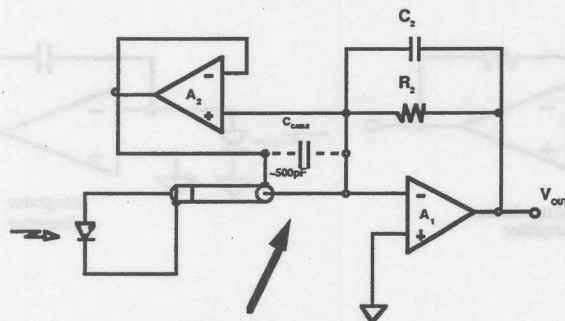 C2
R2
-
A2
+
CCABLE
~500pF
-
A1
+
VOUT